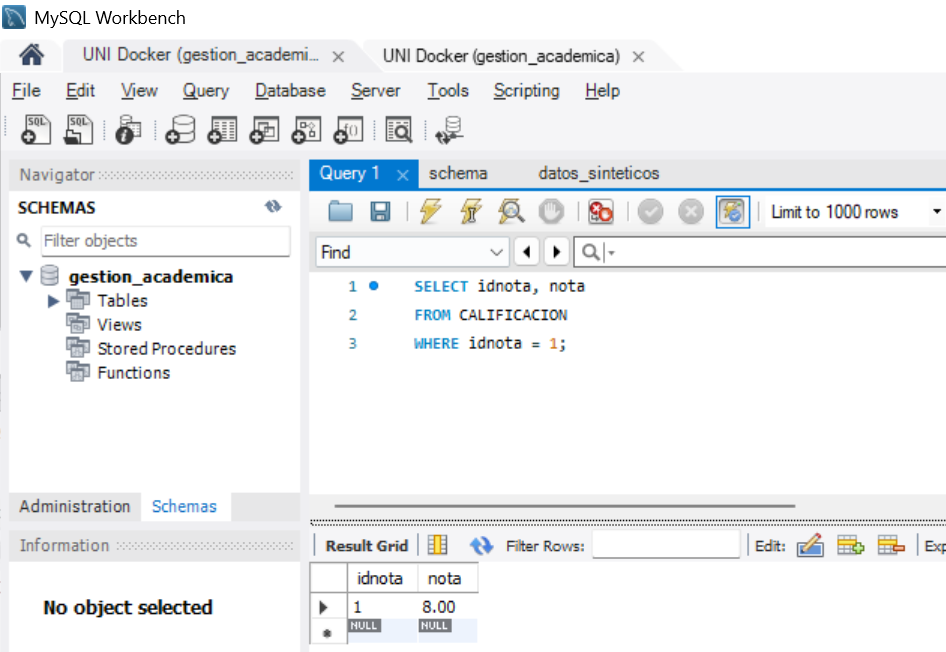 MySQL Workbench
UNI Docker (gestion_academi... UNI Docker (gestion_academica)
File Edit View Query Database Server Tools Scripting Help
Navigator
SCHEMAS
Filter objects
gestion_academica
Tables
Views
Stored Procedures
Functions
Administration Schemas
Information
No object selected
Query 1 schema datos_sinteticos
Limit to 1000 rows
Find
1 SELECT idnota, nota
2 FROM CALIFICACION
3 WHERE idnota = 1;
Result Grid Filter Rows: Edit: Exp
idnota nota
1 8.00
NULL NULL